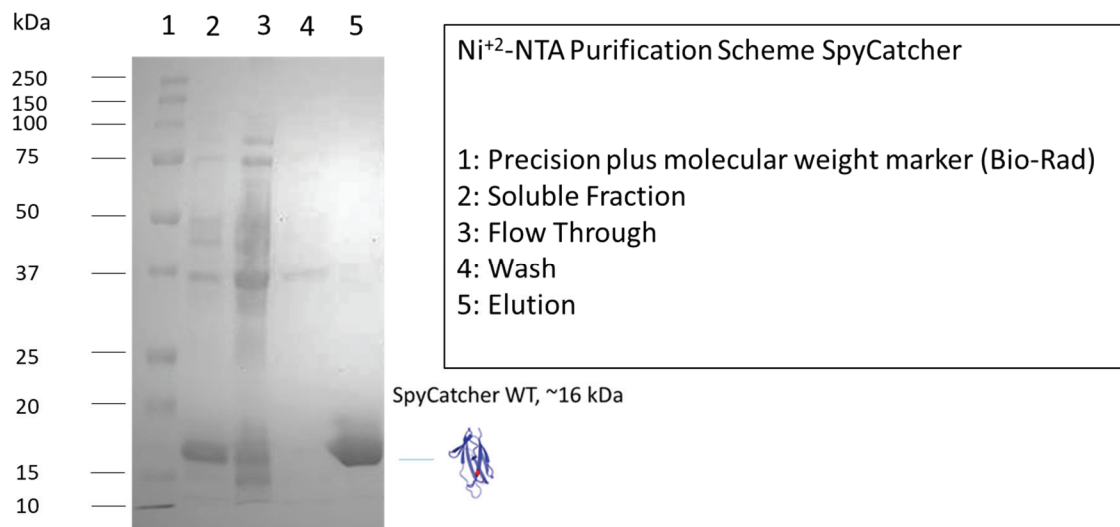 kDa 1 2 3 4 5
250
150
100
75
50
37
25
20
15
10
Ni⁺²-NTA Purification Scheme SpyCatcher
1: Precision plus molecular weight marker (Bio-Rad)
2: Soluble Fraction
3: Flow Through
4: Wash
5: Elution
SpyCatcher WT, ~16 kDa